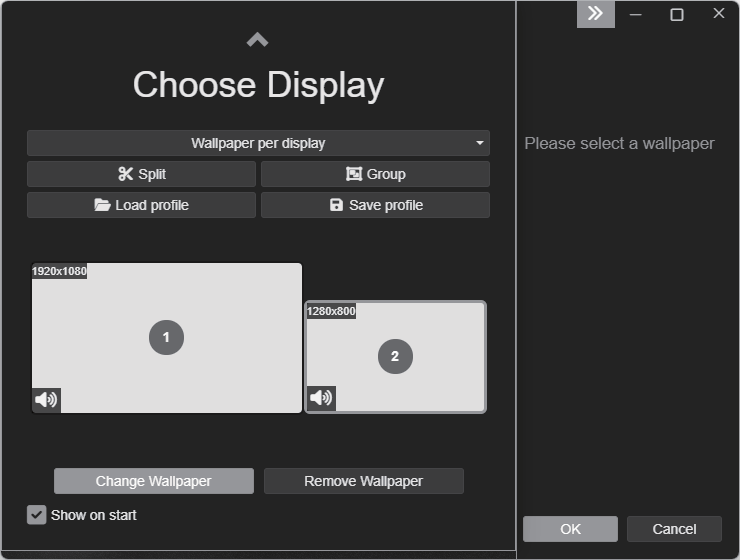 Choose Display
Wallpaper per display
Split
Group
Load profile
Save profile
1920x1080
1
1280x800
2
Change Wallpaper
Remove Wallpaper
Show on start
Please select a wallpaper
OK
Cancel